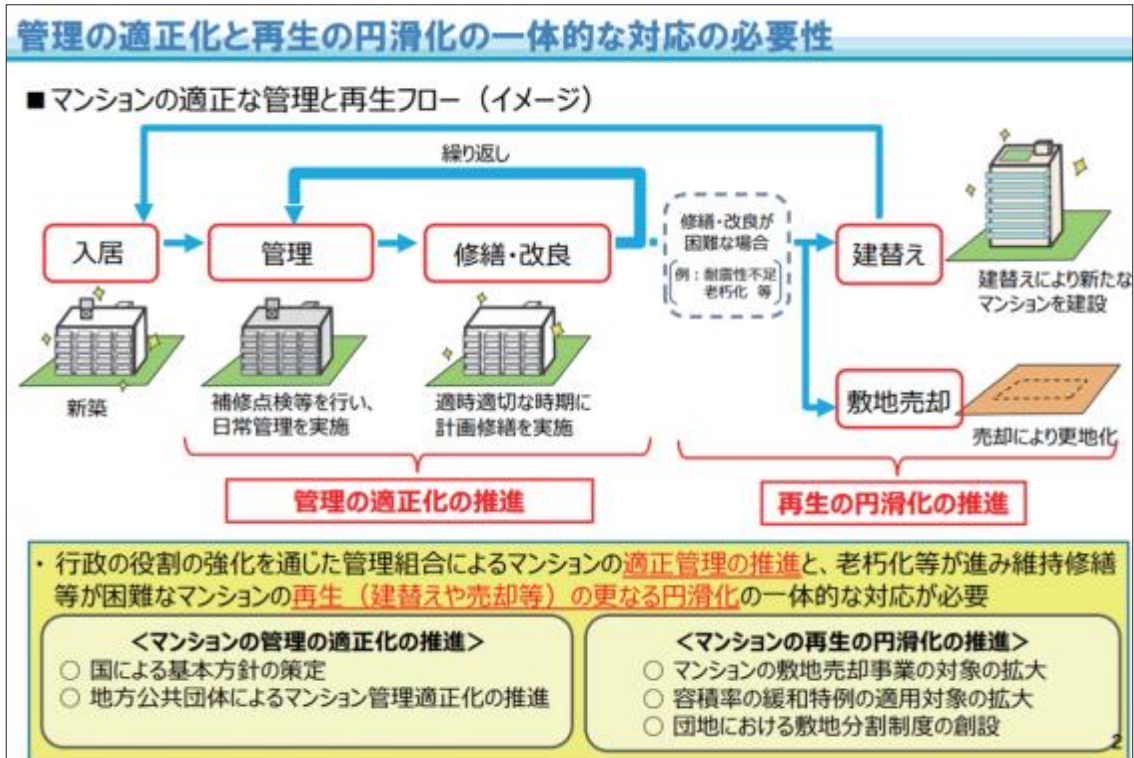 管理の適正化と再生の円滑化の一体的な対応の必要性
■マンションの適正な管理と再生フロー（イメージ）
繰り返し
入居
管理
修繕・改良
修繕・改良が
困難な場合
例：耐震性不足
老朽化 等
建替え
建替えにより新たな
マンションを建設
新築
補修点検等を行い、
日常管理を実施
適時適切な時期に
計画修繕を実施
敷地売却
売却により更地化
管理の適正化の推進
再生の円滑化の推進
・行政の役割の強化を通じた管理組合によるマンションの適正管理の推進と、老朽化等が進み維持修繕
等が困難なマンションの再生（建替えや売却等）の更なる円滑化の一体的な対応が必要
＜マンションの管理の適正化の推進＞
○ 国による基本方針の策定
○ 地方公共団体によるマンション管理適正化の推進
＜マンションの再生の円滑化の推進＞
○ マンションの敷地売却事業の対象の拡大
○ 容積率の緩和特例の適用対象の拡大
○ 団地における敷地分割制度の創設
2